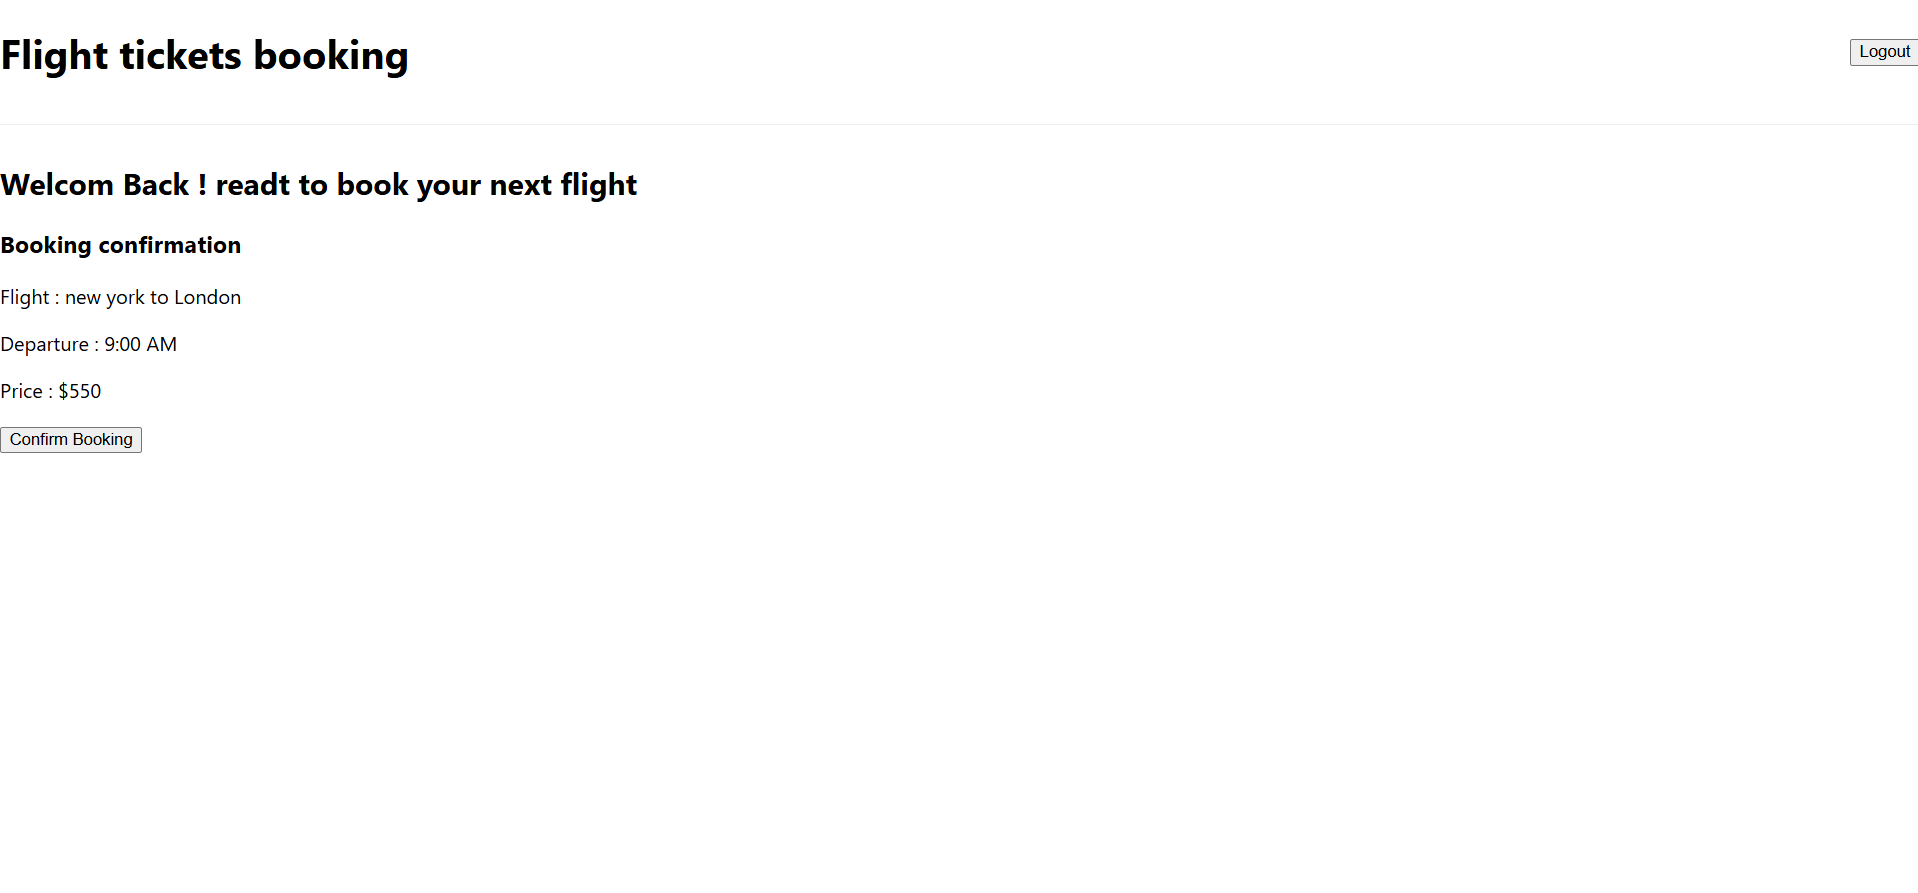 Flight tickets booking
Logout
Welcom Back ! readt to book your next flight
Booking confirmation
Flight : new york to London
Departure : 9:00 AM
Price : $550
Confirm Booking